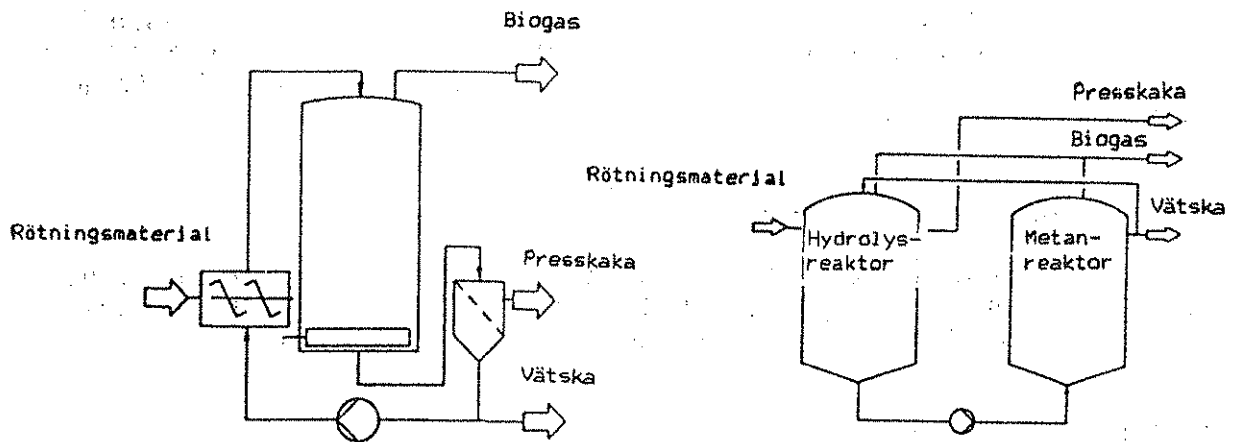 Biogas
Rötningsmaterial
Presskaka
Vätska
Presskaka
Biogas
Rötningsmaterial
Vätska
Hydrolys-
reaktor
Metan-
reaktor